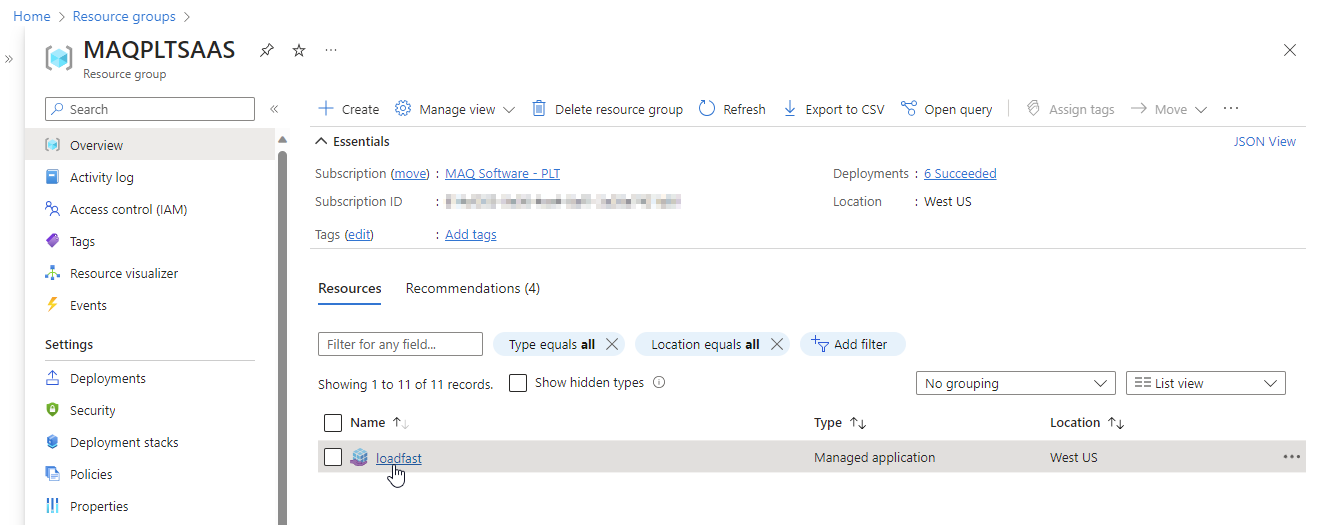 Home > Resource groups >
MAQPLTSAAS
Resource group
Search
Overview
Activity log
Access control (IAM)
Tags
Resource visualizer
Events
Settings
Deployments
Security
Deployment stacks
Policies
Properties
Create Manage view Delete resource group Refresh Export to CSV Open query Assign tags Move ...
Essentials JSON View
Subscription (move) : MAQ Software - PLT Deployments : 6 Succeeded
Subscription ID : Location : West US
Tags (edit) : Add tags
Resources Recommendations (4)
Filter for any field... Type equals all Location equals all Add filter
Showing 1 to 11 of 11 records. Show hidden types No grouping List view
Name Type Location
loadfast Managed application West US